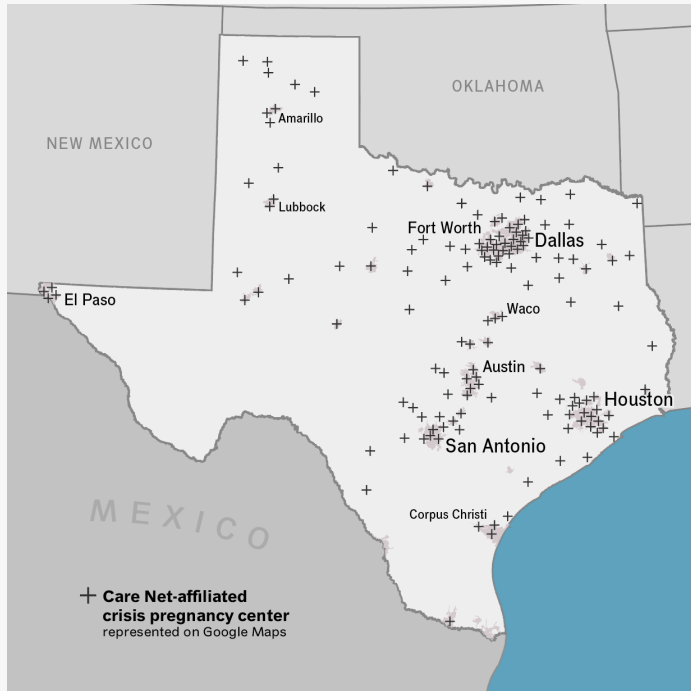 OKLAHOMA
NEW MEXICO
Amarillo
Lubbock
Fort Worth
Dallas
El Paso
Waco
Austin
Houston
San Antonio
MEXICO
Corpus Christi
Care Net-affiliated
crisis pregnancy center
represented on Google Maps